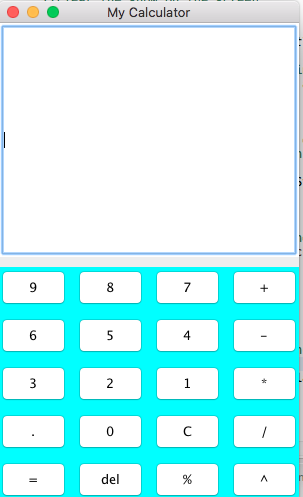 My Calculator
9 8 7 +
6 5 4 -
3 2 1 *
. 0 C /
= del % ^